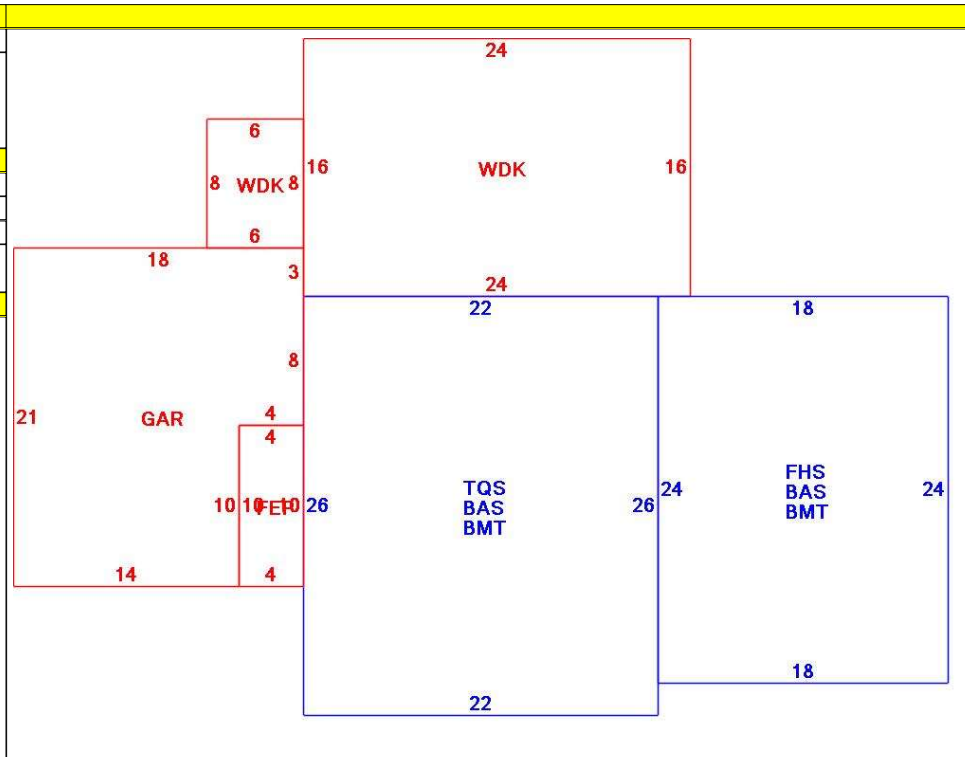 24
6
16 WDK 16
8 WDK 8
6
18
3
24
22
18
8
4
4
21 GAR
10 10 FEP 10
26 TQS 26
BAS
BMT
24 FHS 24
BAS
BMT
14
4
18
22